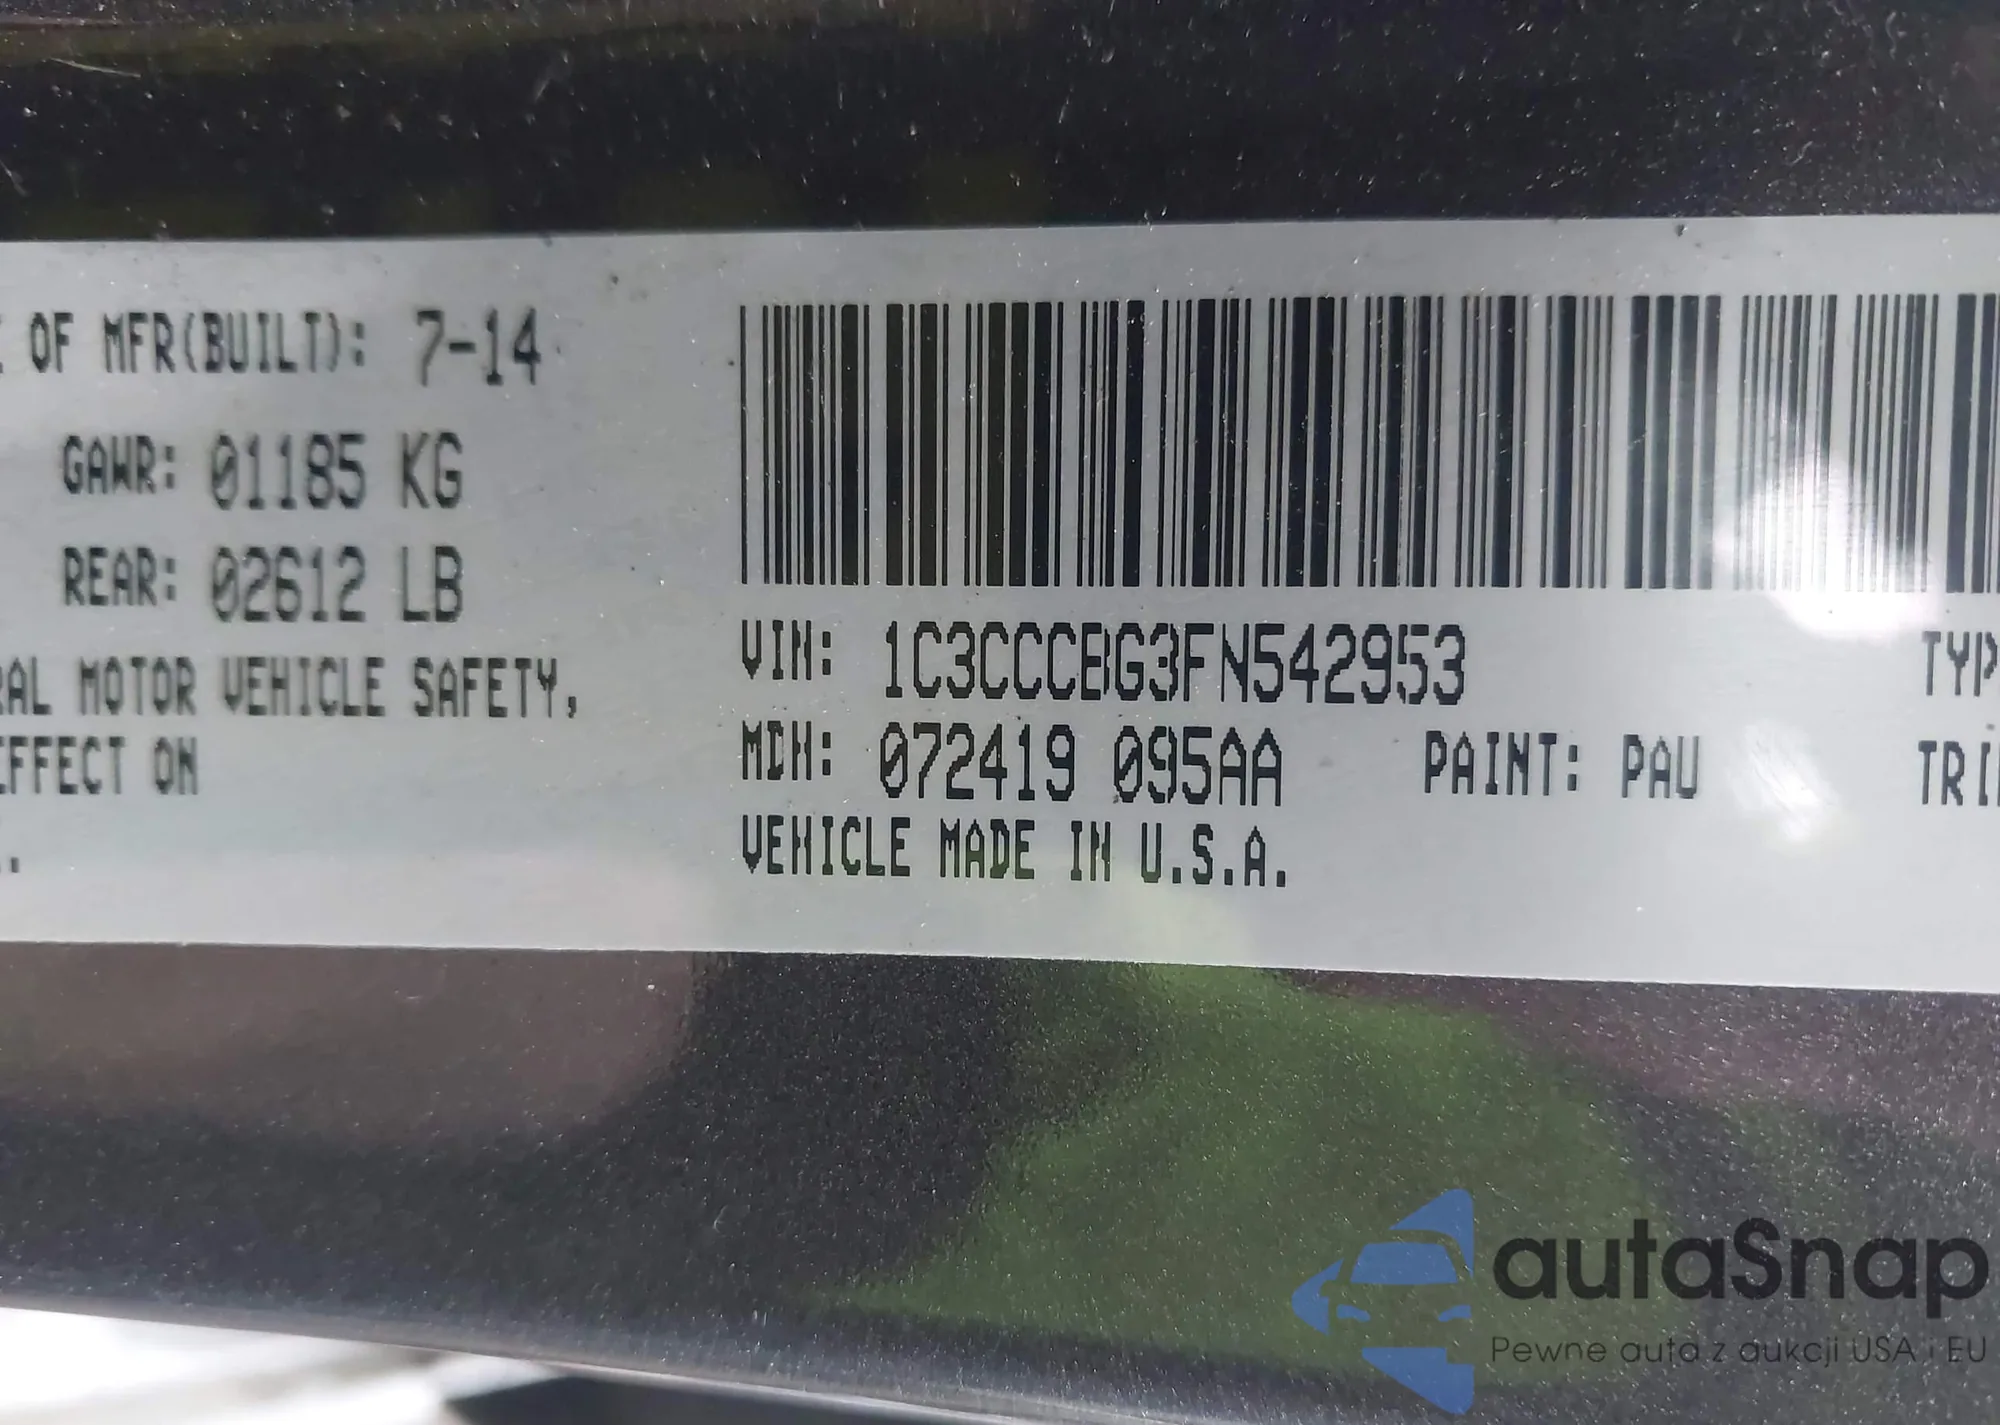 OF MFR(BUILT): 7-14
GAWR: 01185 KG
REAR: 02612 LB
MOTOR VEHICLE SAFETY,
EFFECT ON
VIN: 1C3CCCBG3FN542953
MDH: 072419 095AA
PAINT: PAU
VEHICLE MADE IN U.S.A.
autaSnap
Pewne auta z aukcji USA i EU